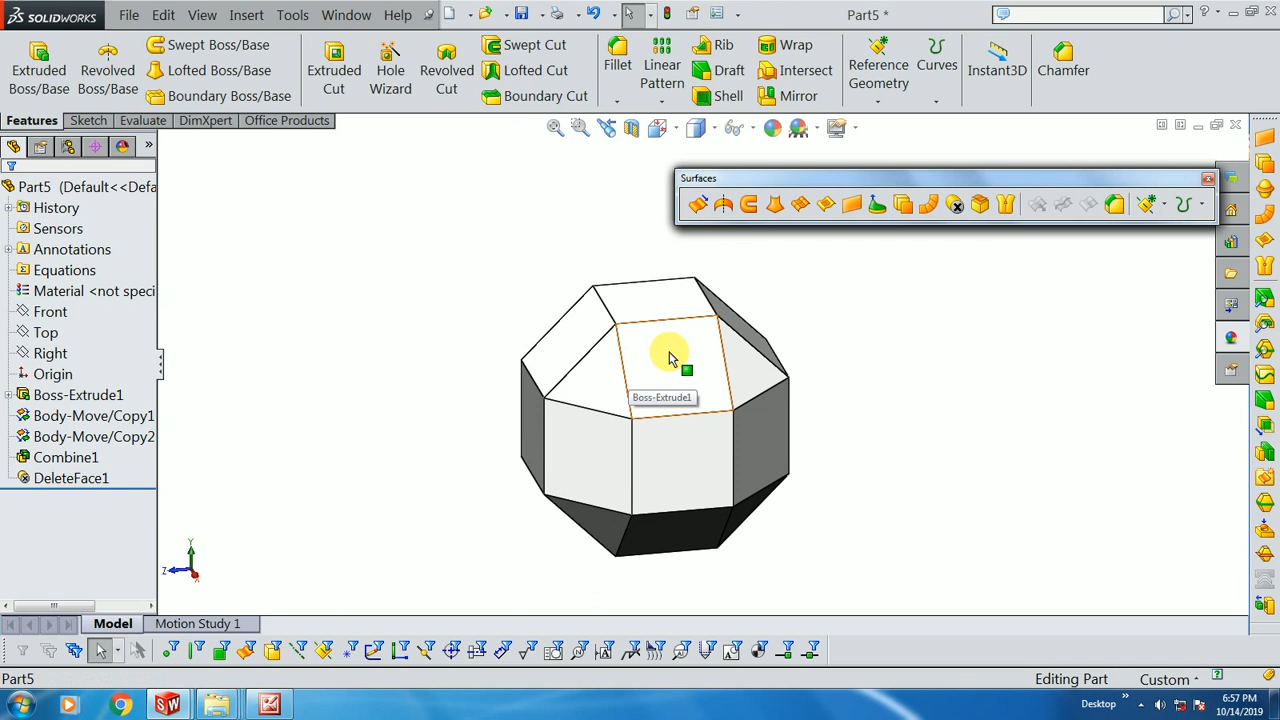 SOLIDWORKS File Edit View Insert Tools Window Help Part5 *
Extruded Boss/Base
Revolved Boss/Base
Swept Boss/Base
Lofted Boss/Base
Boundary Boss/Base
Extruded Cut
Hole Wizard
Revolved Cut
Swept Cut
Lofted Cut
Boundary Cut
Fillet
Linear Pattern
Rib
Draft
Shell
Wrap
Intersect
Mirror
Reference Geometry
Curves
Instant3D
Chamfer
Features Sketch Evaluate DimXpert Office Products
Surfaces
Part5 (Default<<Defa
History
Sensors
Annotations
Equations
Material <not speci
Front
Top
Right
Origin
Boss-Extrude1
Body-Move/Copy1
Body-Move/Copy2
Combine1
DeleteFace1
Boss-Extrude1
Y
Z
X
Model Motion Study 1
Part5 Editing Part Custom
Desktop
6:57 PM
10/14/2019